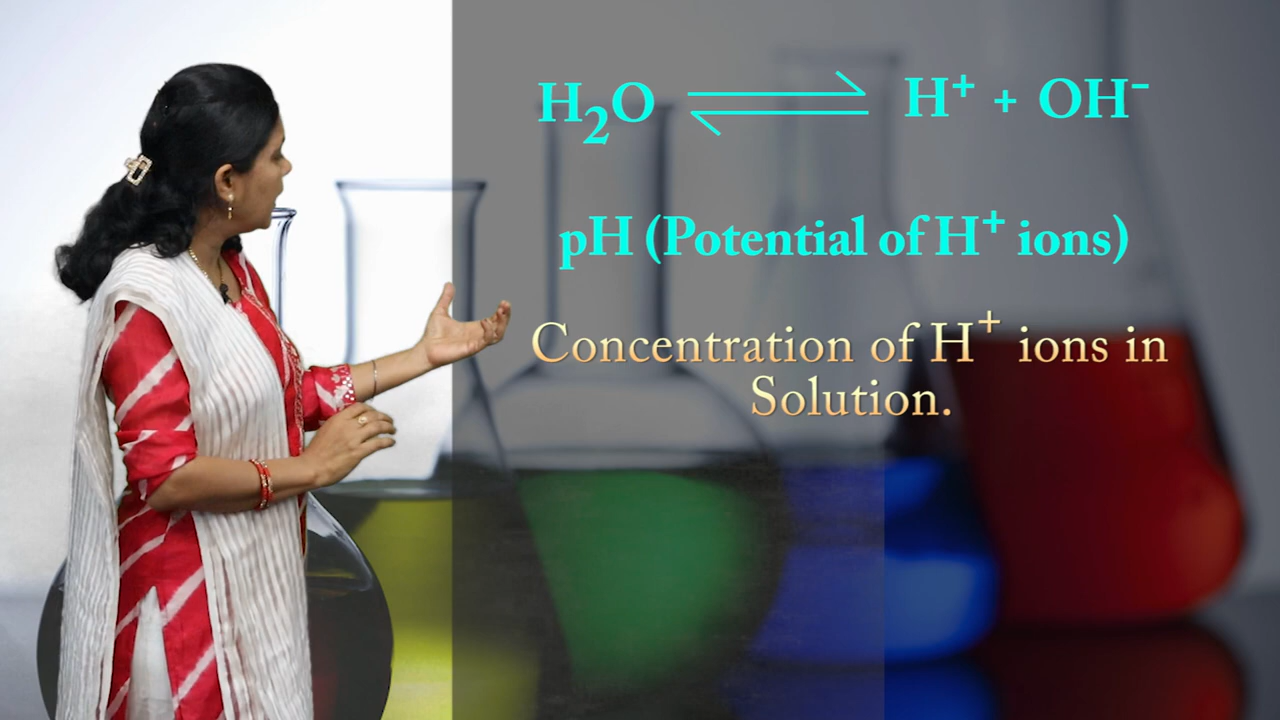 H₂O ⇌ H⁺ + OH⁻
pH (Potential of H⁺ ions)
Concentration of H⁺ ions in
Solution.